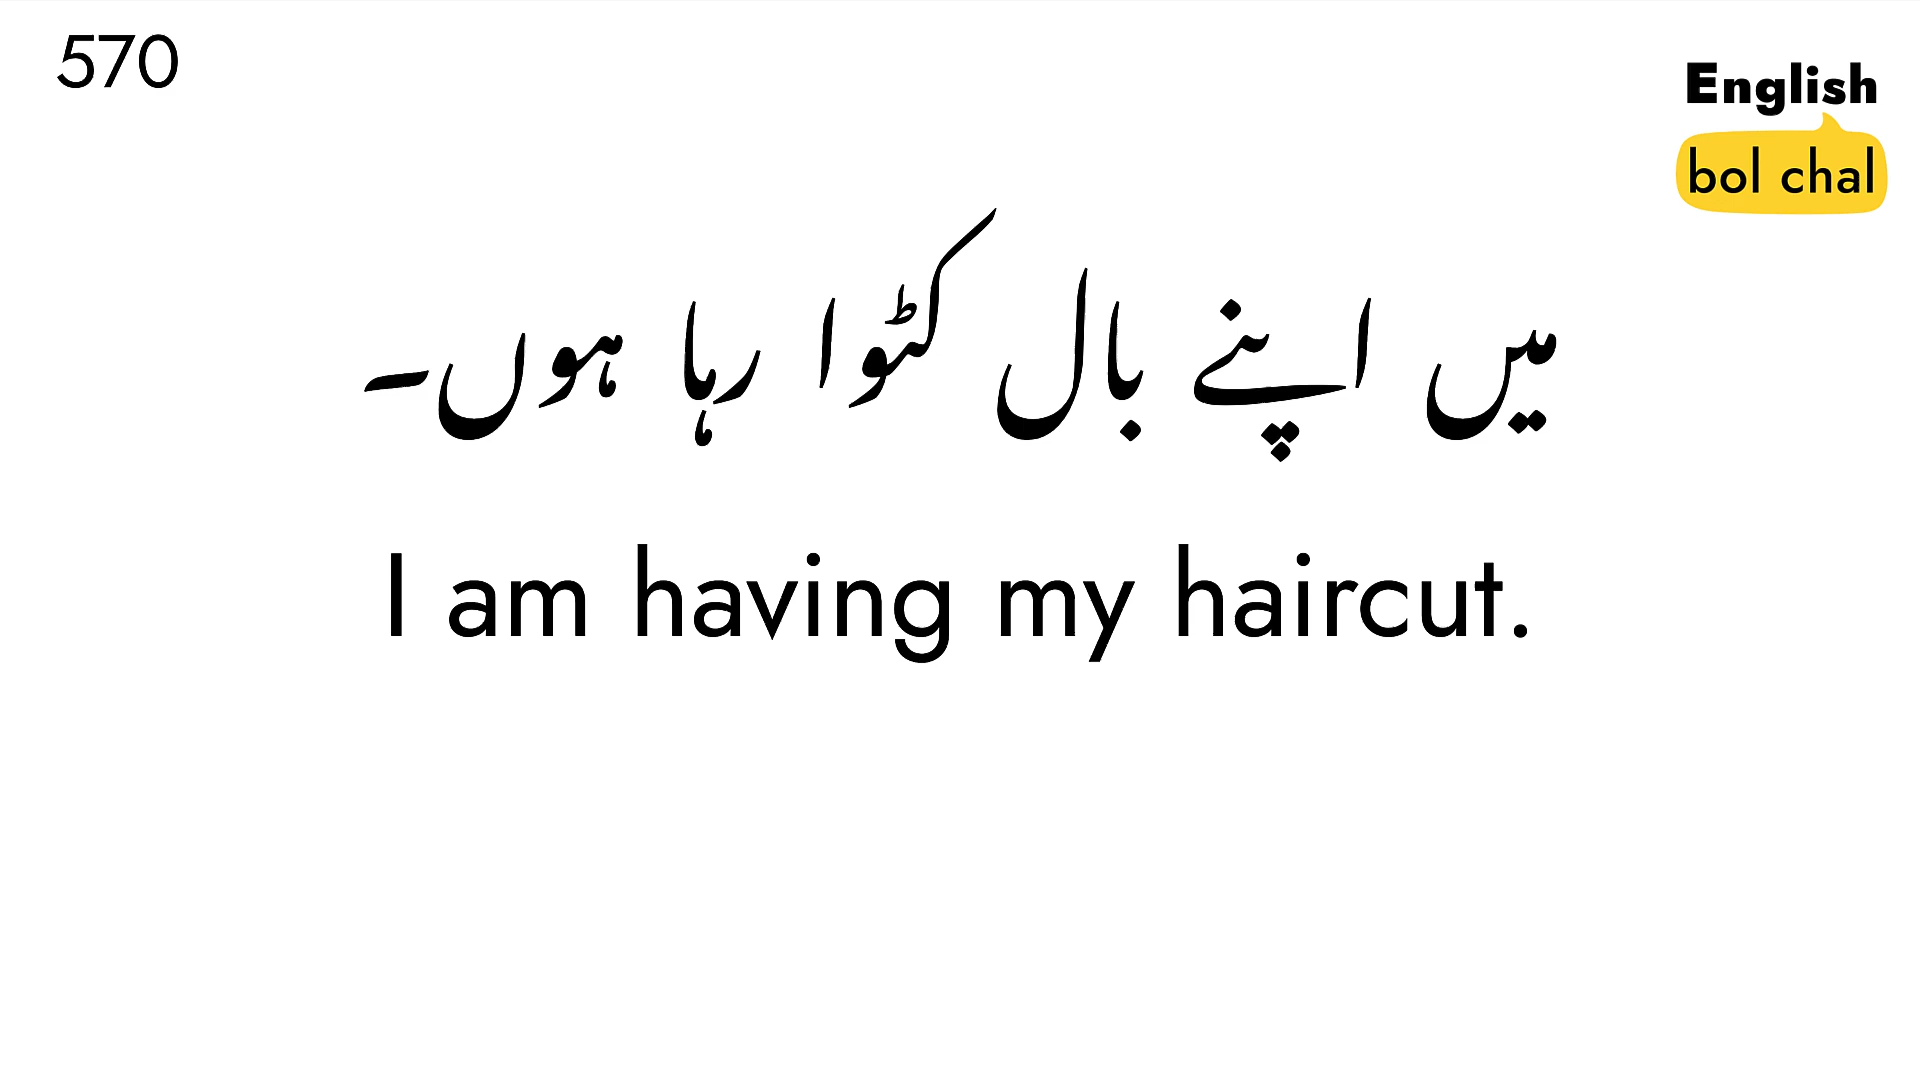 570
English
bol chal
میں اپنے بال کٹوا رہا ہوں۔
I am having my haircut.